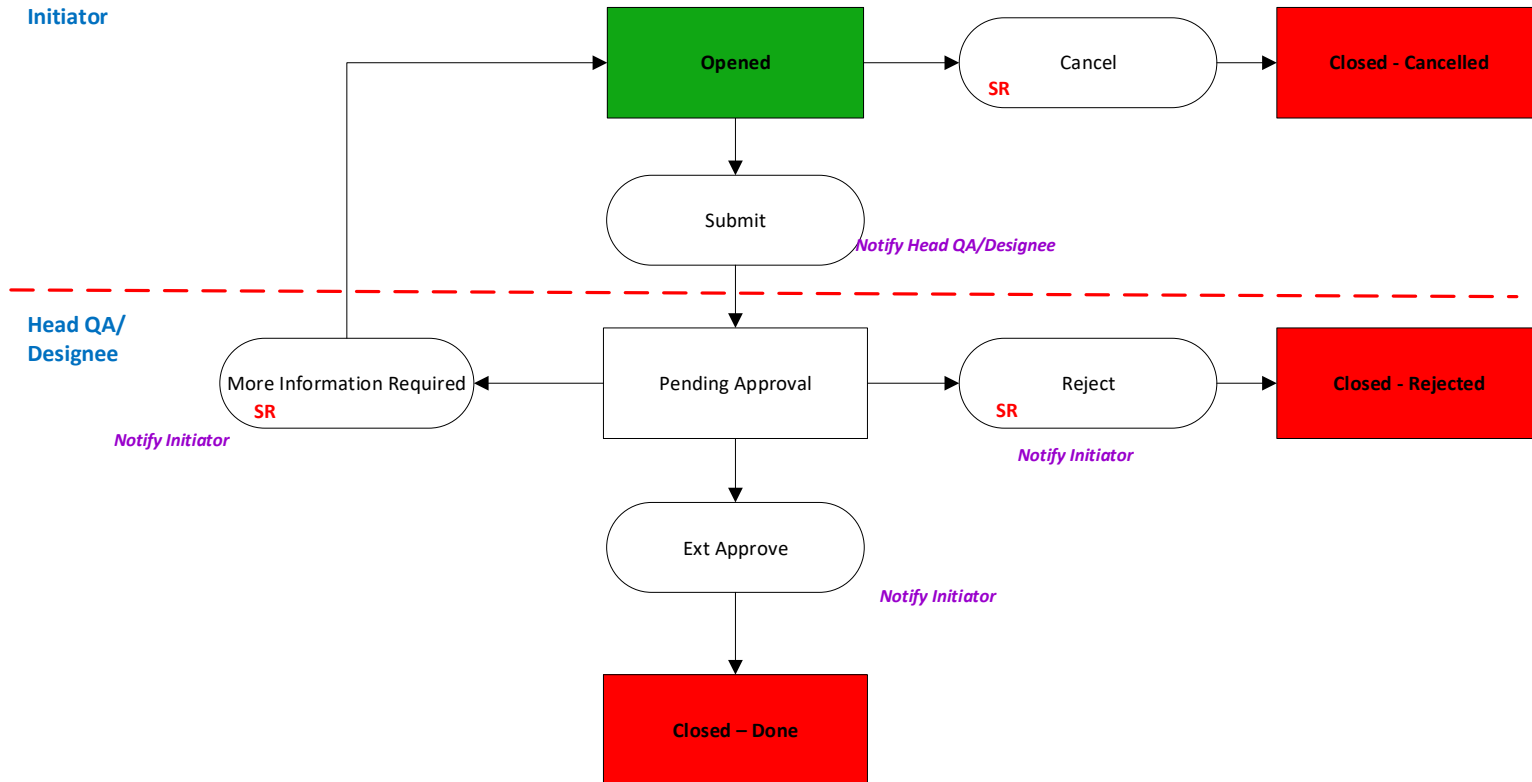 Initiator
Opened
Cancel
SR
Closed - Cancelled
Submit
Notify Head QA/Designee
Head QA/
Designee
More Information Required
SR
Notify Initiator
Pending Approval
Reject
SR
Notify Initiator
Closed - Rejected
Ext Approve
Notify Initiator
Closed – Done